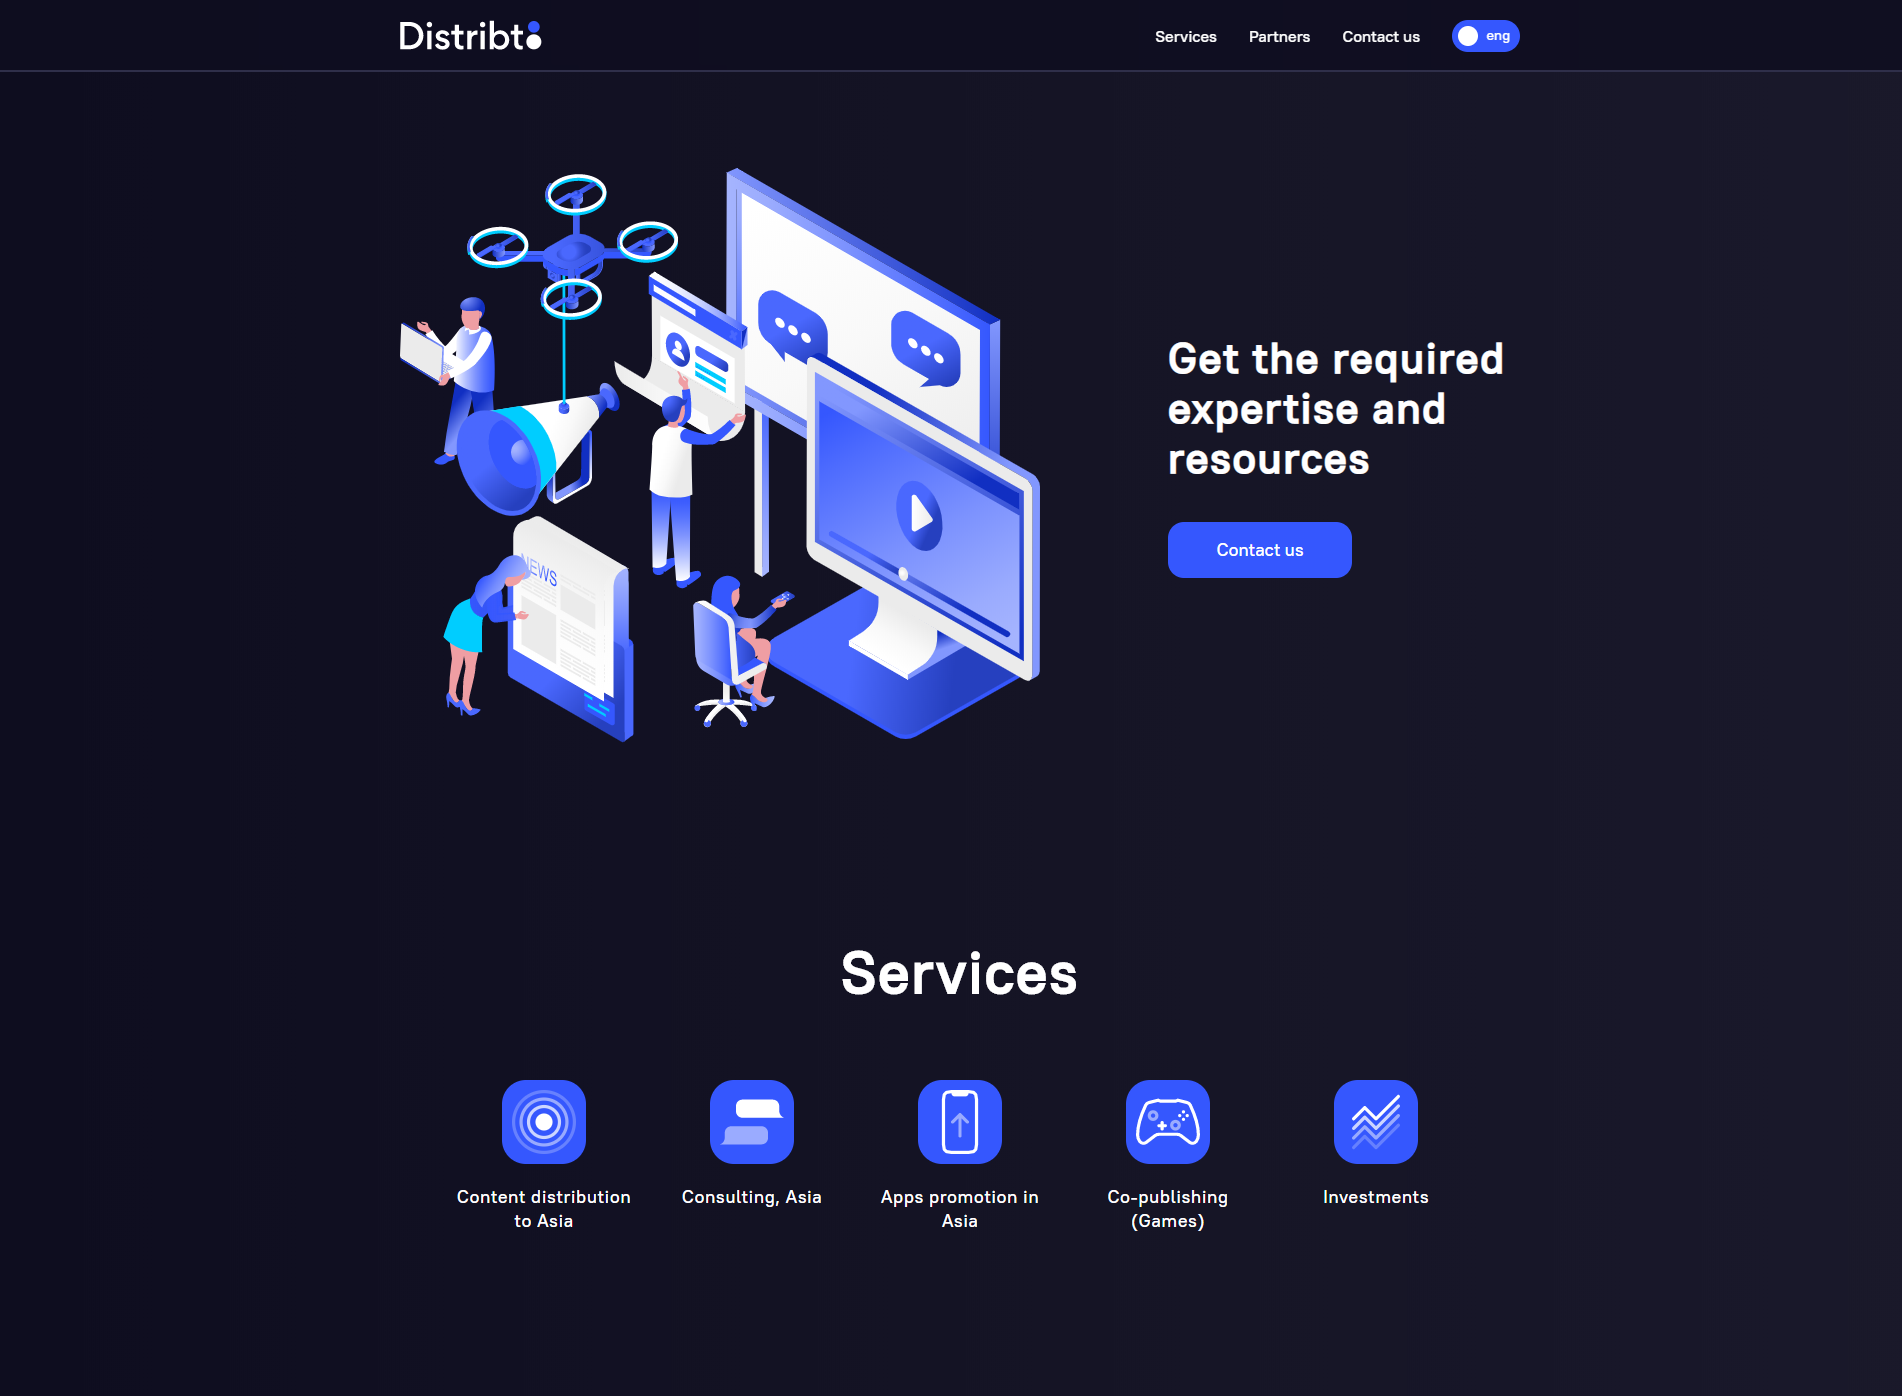 Distribt
Services
Partners
Contact us
eng
Get the required
expertise and
resources
Contact us
NEWS
Services
Content distribution
to Asia
Consulting, Asia
Apps promotion in
Asia
Co-publishing
(Games)
Investments